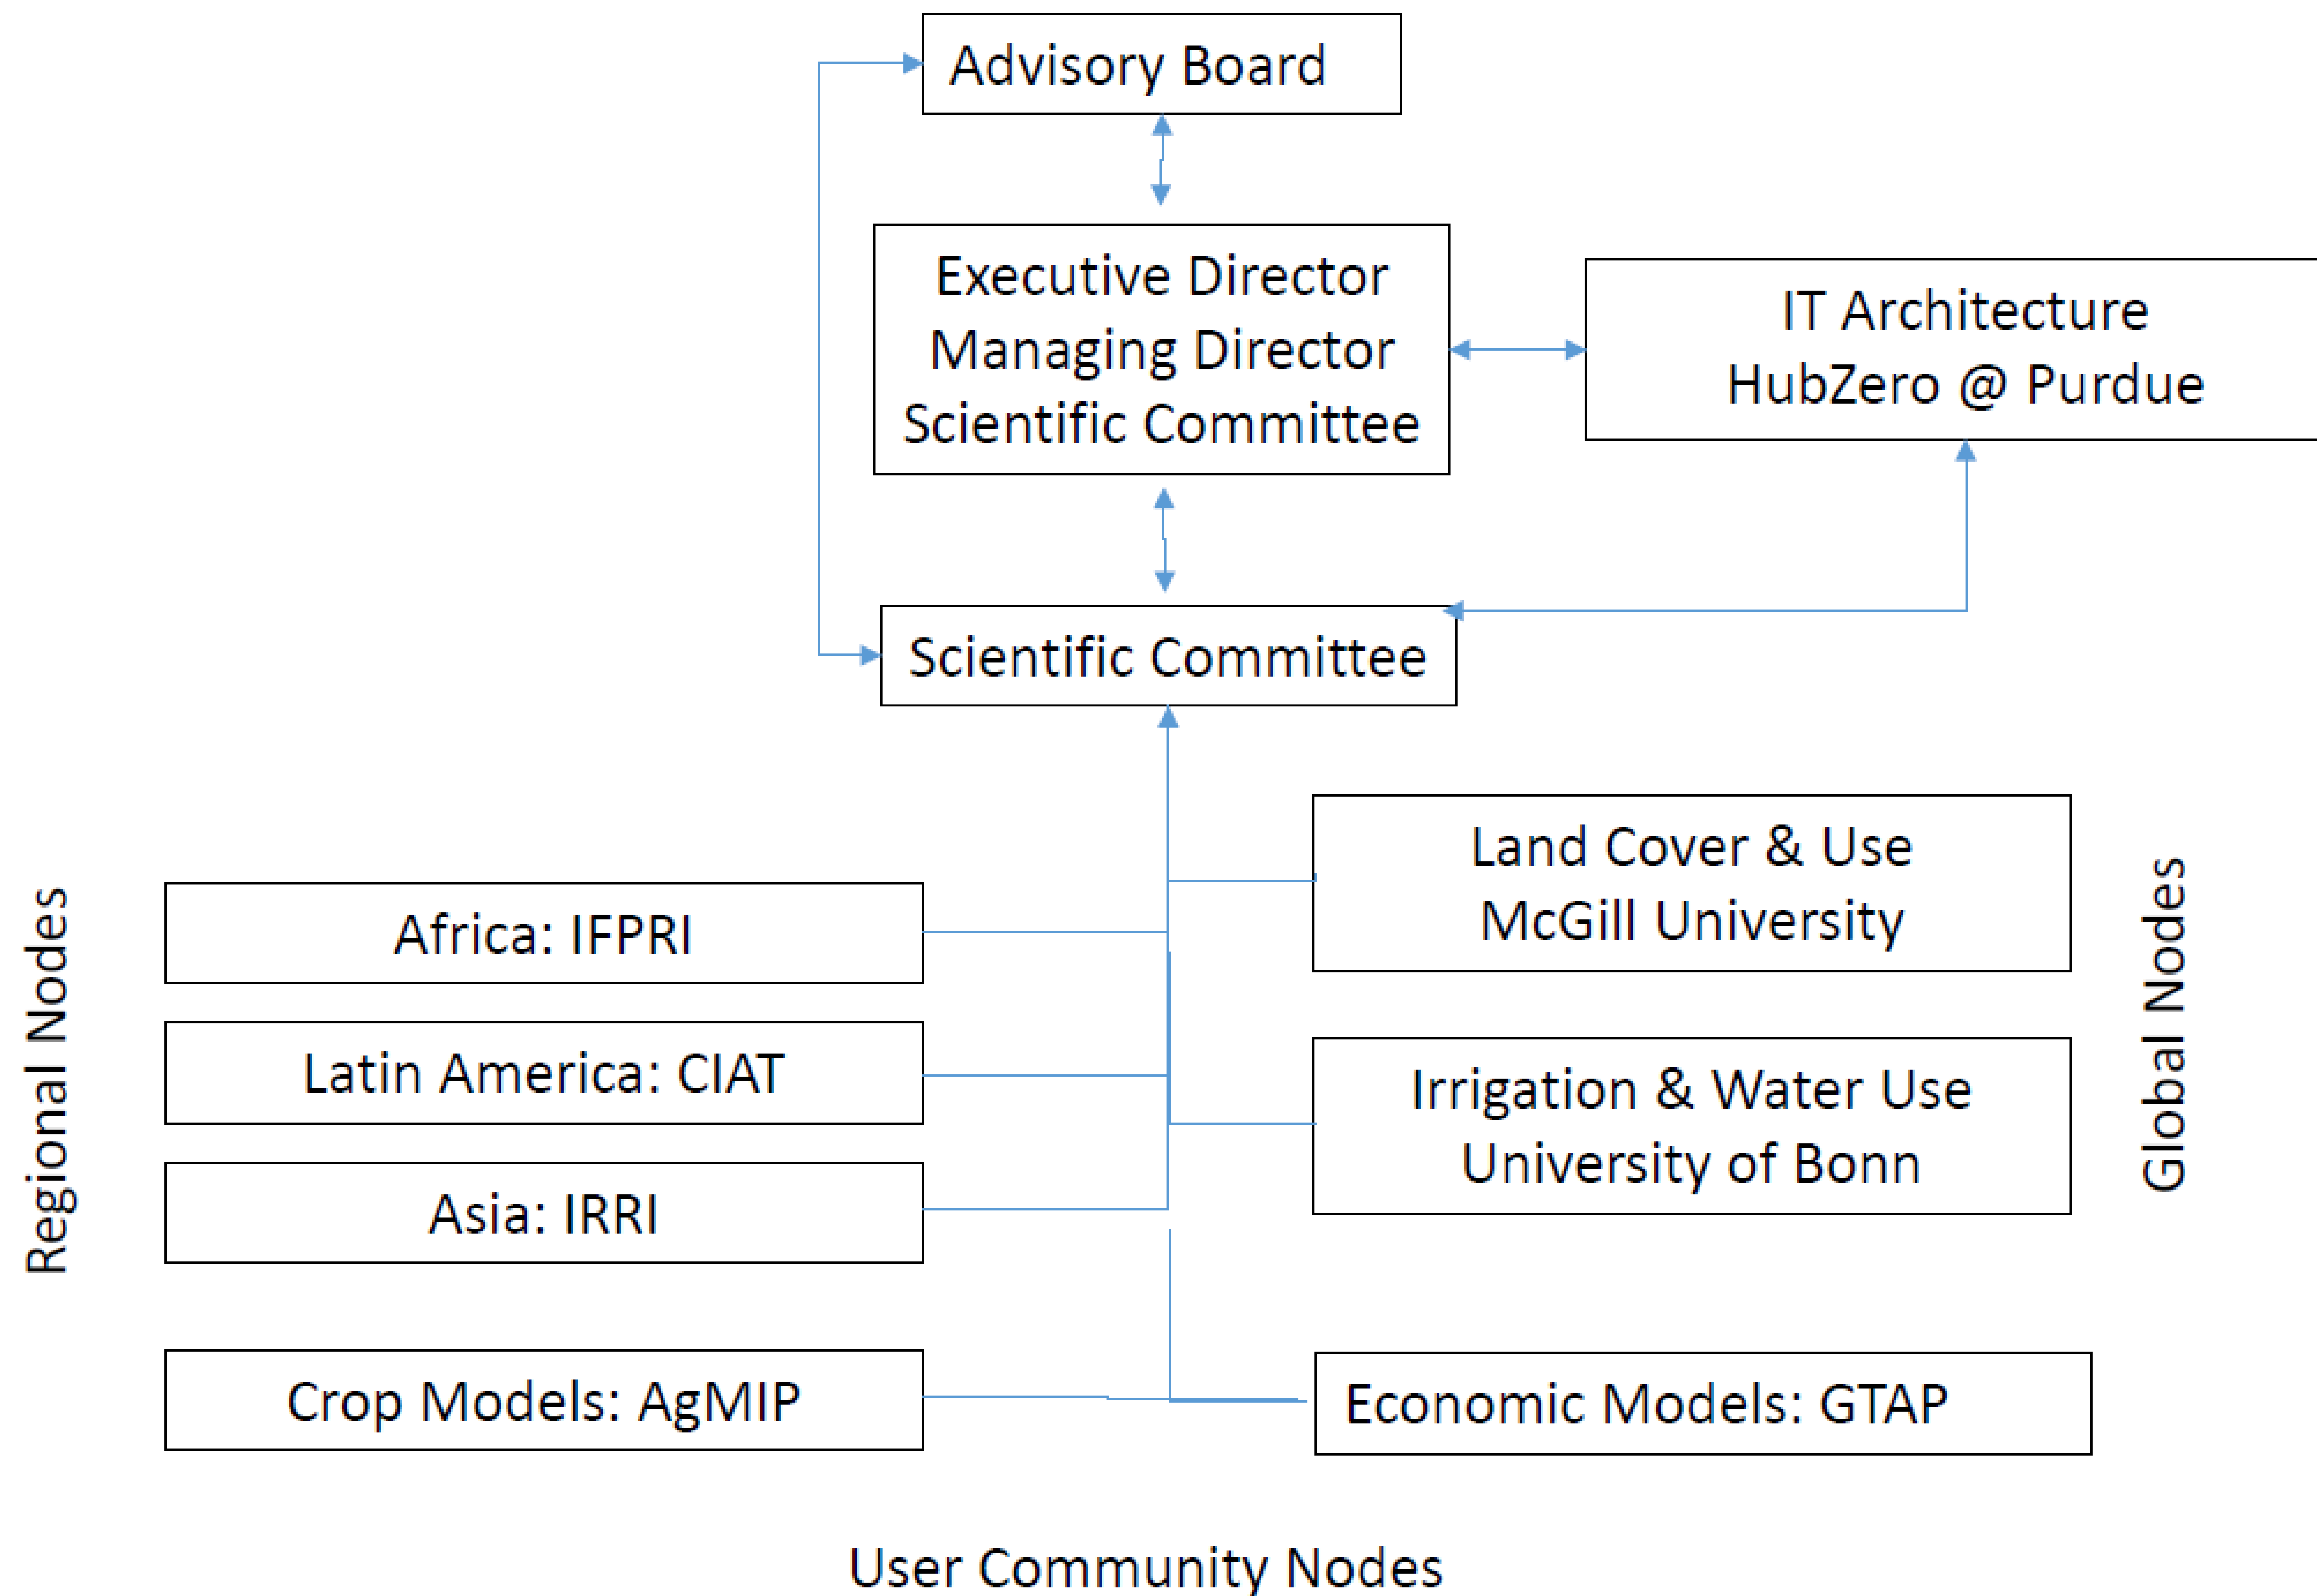 Advisory Board
Executive Director
Managing Director
Scientific Committee
IT Architecture
HubZero @ Purdue
Scientific Committee
Regional Nodes
Africa: IFPRI
Latin America: CIAT
Asia: IRRI
Land Cover & Use
McGill University
Irrigation & Water Use
University of Bonn
Global Nodes
Crop Models: AgMIP
Economic Models: GTAP
User Community Nodes